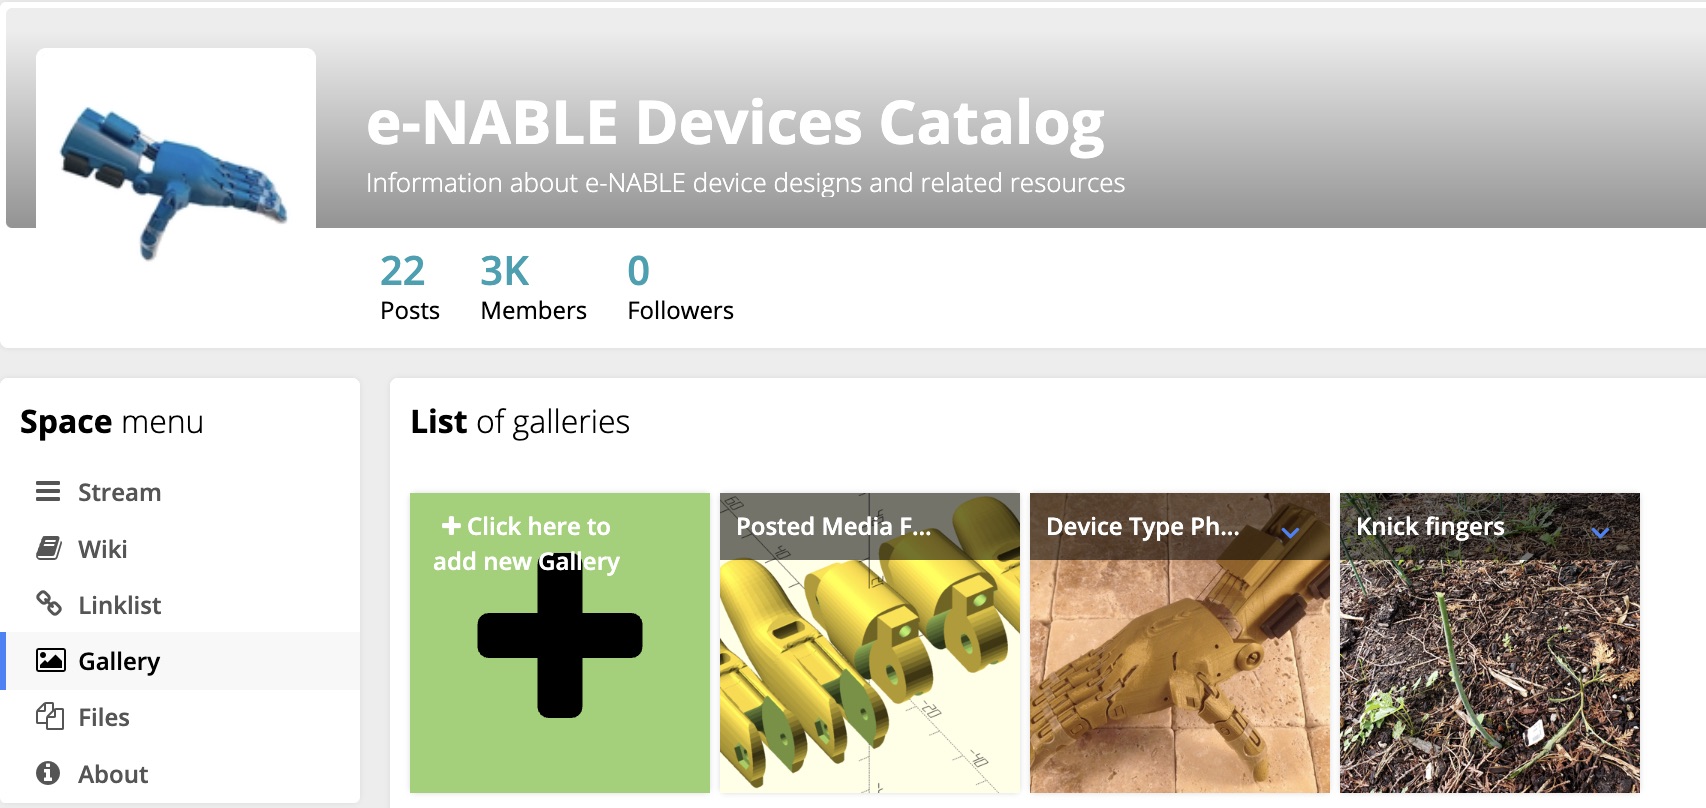 e-NABLE Devices Catalog
Information about e-NABLE device designs and related resources
22
Posts
3K
Members
0
Followers
Space menu
Stream
Wiki
Linklist
Gallery
Files
About
List of galleries
Click here to
add new Gallery
Posted Media F...
Device Type Ph...
Knick fingers
-20
-40